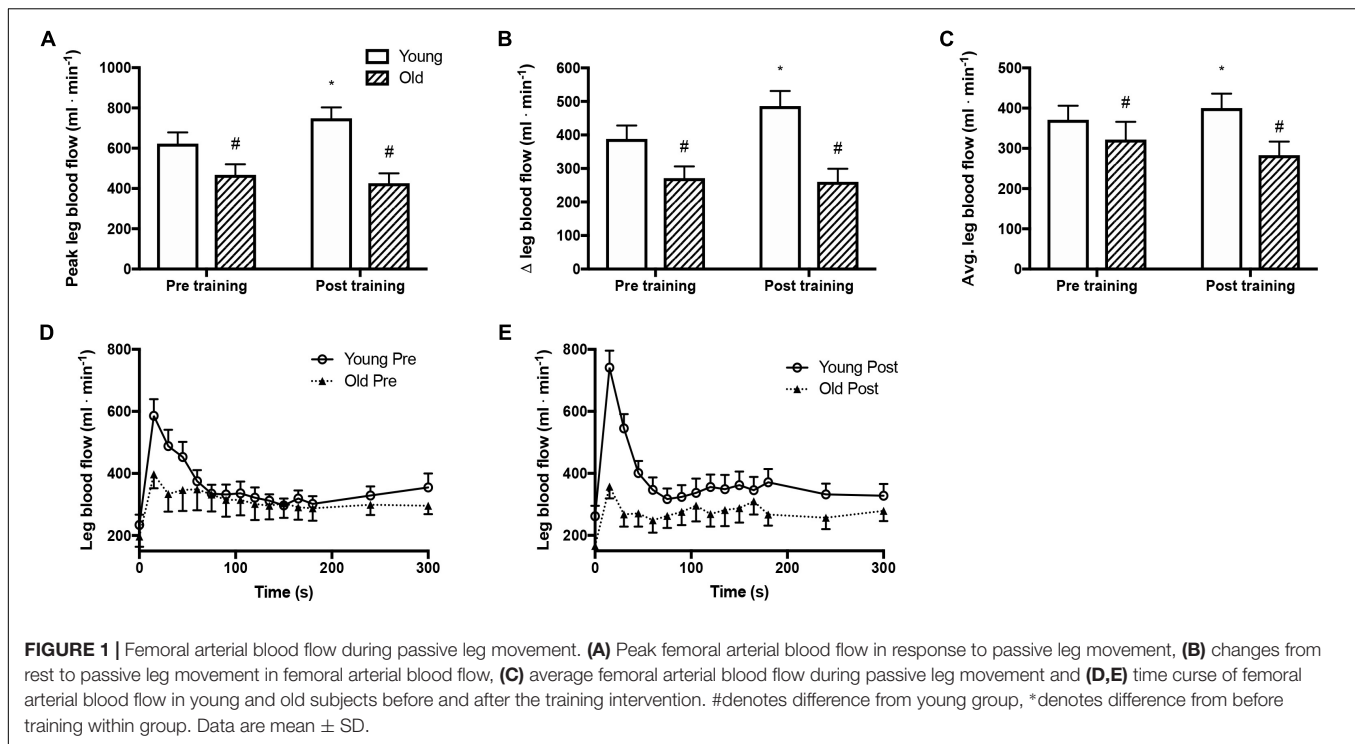 A
Peak leg blood flow (ml · min⁻¹)
1000
800
600
400
200
0
Young
Old
*
#
#
Pre training
Post training
B
Δ leg blood flow (ml · min⁻¹)
600
500
400
300
200
100
0
*
#
#
Pre training
Post training
C
Avg. leg blood flow (ml · min⁻¹)
500
400
300
200
100
0
*
#
#
Pre training
Post training
D
Leg blood flow (ml · min⁻¹)
800
600
400
200
Young Pre
Old Pre
0
100
200
300
Time (s)
E
Leg blood flow (ml · min⁻¹)
800
600
400
200
Young Post
Old Post
0
100
200
300
Time (s)
FIGURE 1 | Femoral arterial blood flow during passive leg movement. (A) Peak femoral arterial blood flow in response to passive leg movement, (B) changes from
rest to passive leg movement in femoral arterial blood flow, (C) average femoral arterial blood flow during passive leg movement and (D,E) time curse of femoral
arterial blood flow in young and old subjects before and after the training intervention. #denotes difference from young group, *denotes difference from before
training within group. Data are mean ± SD.